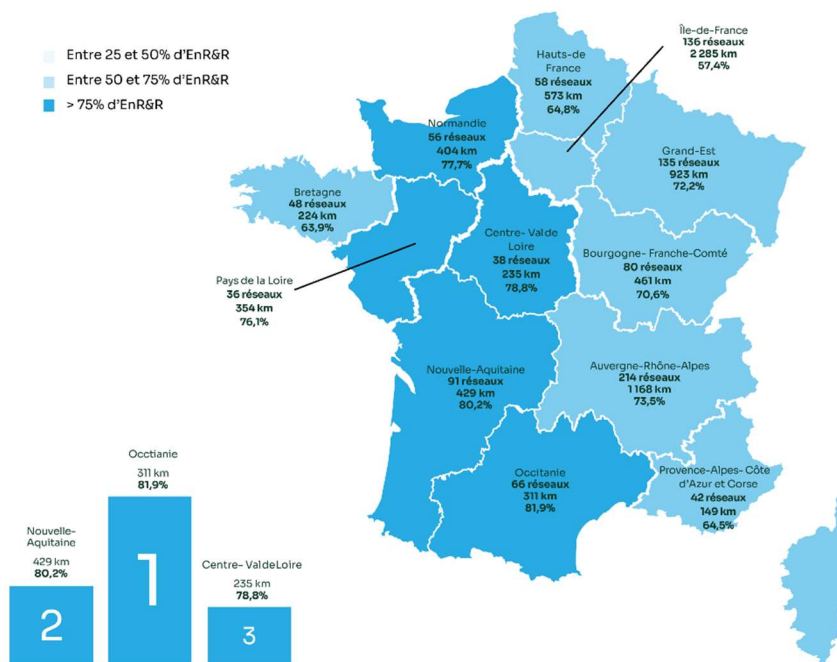 Entre 25 et 50% d'EnR&R
Entre 50 et 75% d'EnR&R
> 75% d'EnR&R
Île-de-France
136 réseaux
2 285 km
57,4%
Hauts-de
France
58 réseaux
573 km
64,8%
Normandie
56 réseaux
404 km
77,7%
Grand-Est
135 réseaux
923 km
72,2%
Bretagne
48 réseaux
224 km
63,9%
Centre- Val de
Loire
38 réseaux
235 km
78,8%
Bourgogne- Franche-Comté
80 réseaux
461 km
70,6%
Pays de la Loire
36 réseaux
354 km
76,1%
Nouvelle-Aquitaine
91 réseaux
429 km
80,2%
Auvergne-Rhône-Alpes
214 réseaux
1 168 km
73,5%
Occitanie
66 réseaux
311 km
81,9%
Provence-Alpes- Côte
d'Azur et Corse
42 réseaux
149 km
64,5%
Occtianie
311 km
81,9%
1
Nouvelle-
Aquitaine
429 km
80,2%
2
Centre- ValdeLoire
235 km
78,8%
3